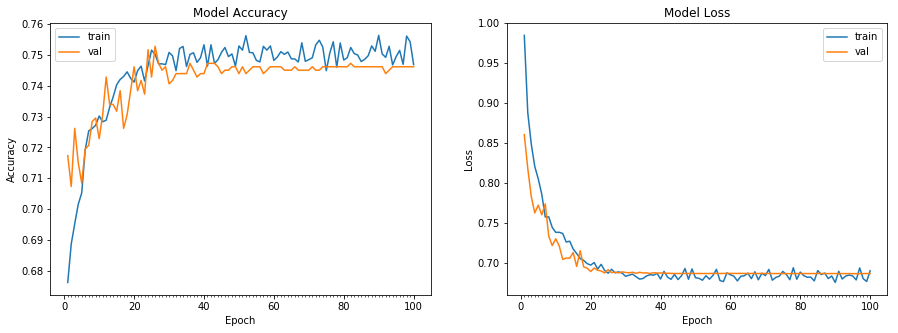 Model Accuracy
train
val
0.76
0.75
0.74
0.73
0.72
0.71
0.70
0.69
0.68
Accuracy
0
20
40
60
80
100
Epoch
Model Loss
train
val
1.00
0.95
0.90
0.85
0.80
0.75
0.70
Loss
0
20
40
60
80
100
Epoch